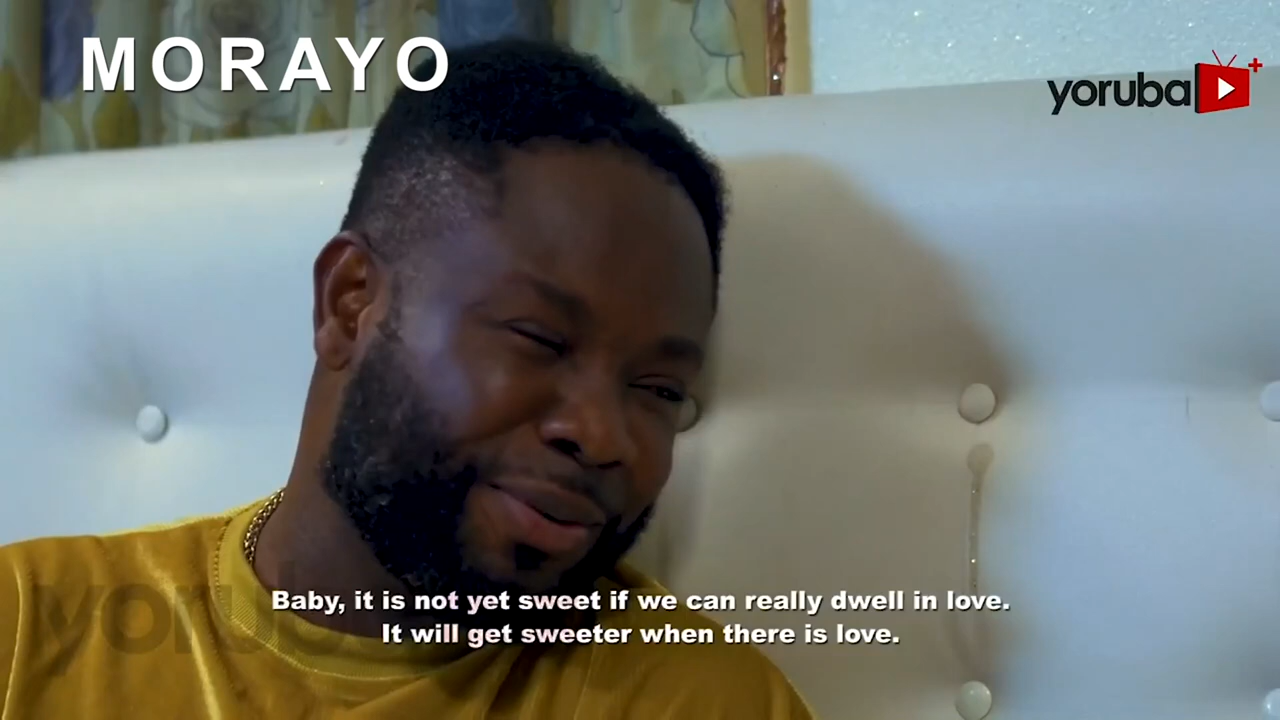 MORAYO
yoruba
Baby, it is not yet sweet if we can really dwell in love.
It will get sweeter when there is love.
yoruba